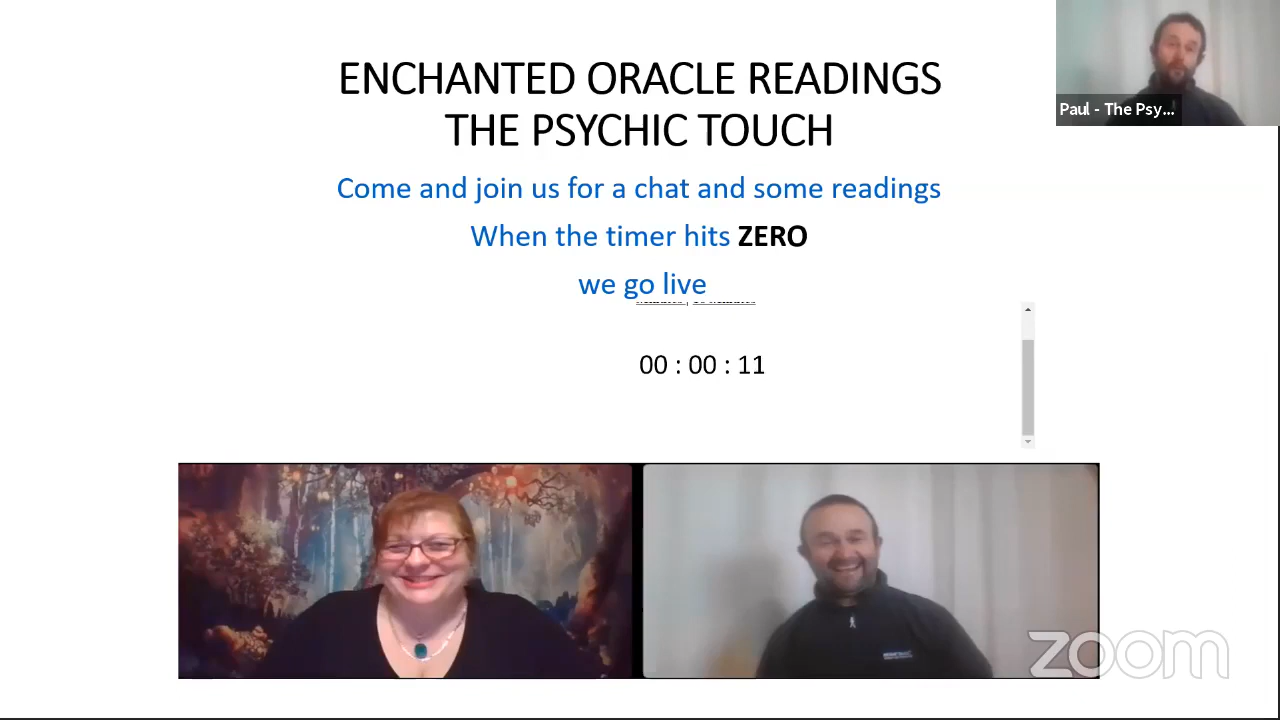 ENCHANTED ORACLE READINGS
THE PSYCHIC TOUCH
Come and join us for a chat and some readings
When the timer hits ZERO
we go live
00 : 00 : 11
Paul - The Psy...
zoom